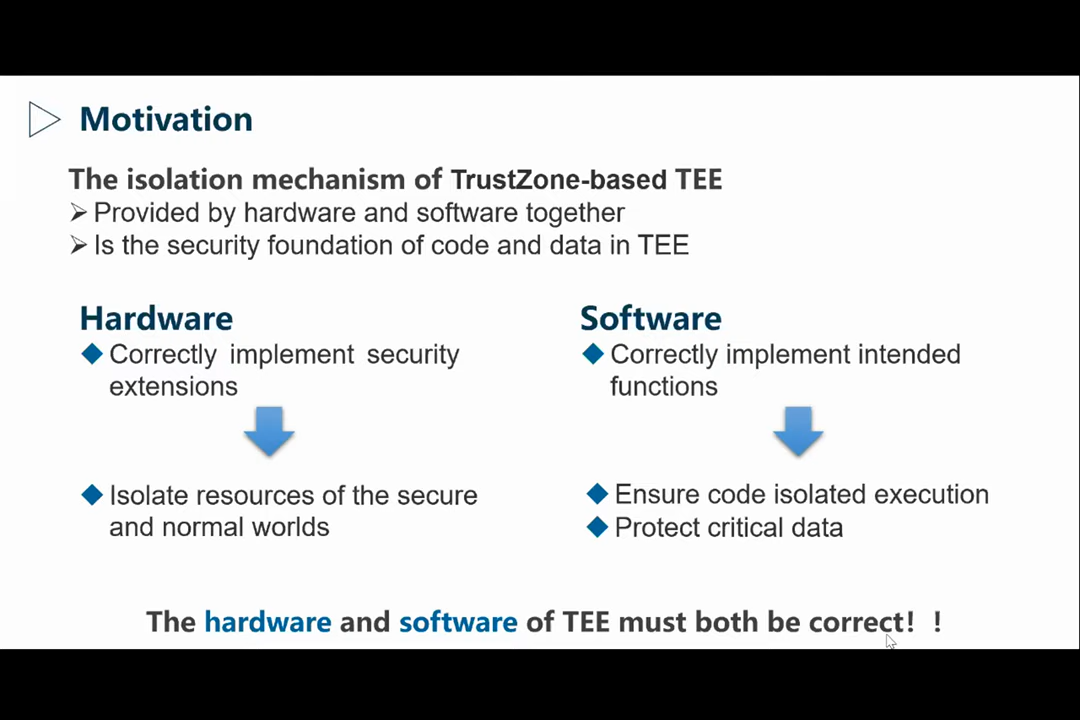 Motivation
The isolation mechanism of TrustZone-based TEE
Provided by hardware and software together
Is the security foundation of code and data in TEE
Hardware
Correctly implement security
extensions
Isolate resources of the secure
and normal worlds
Software
Correctly implement intended
functions
Ensure code isolated execution
Protect critical data
The hardware and software of TEE must both be correct! !